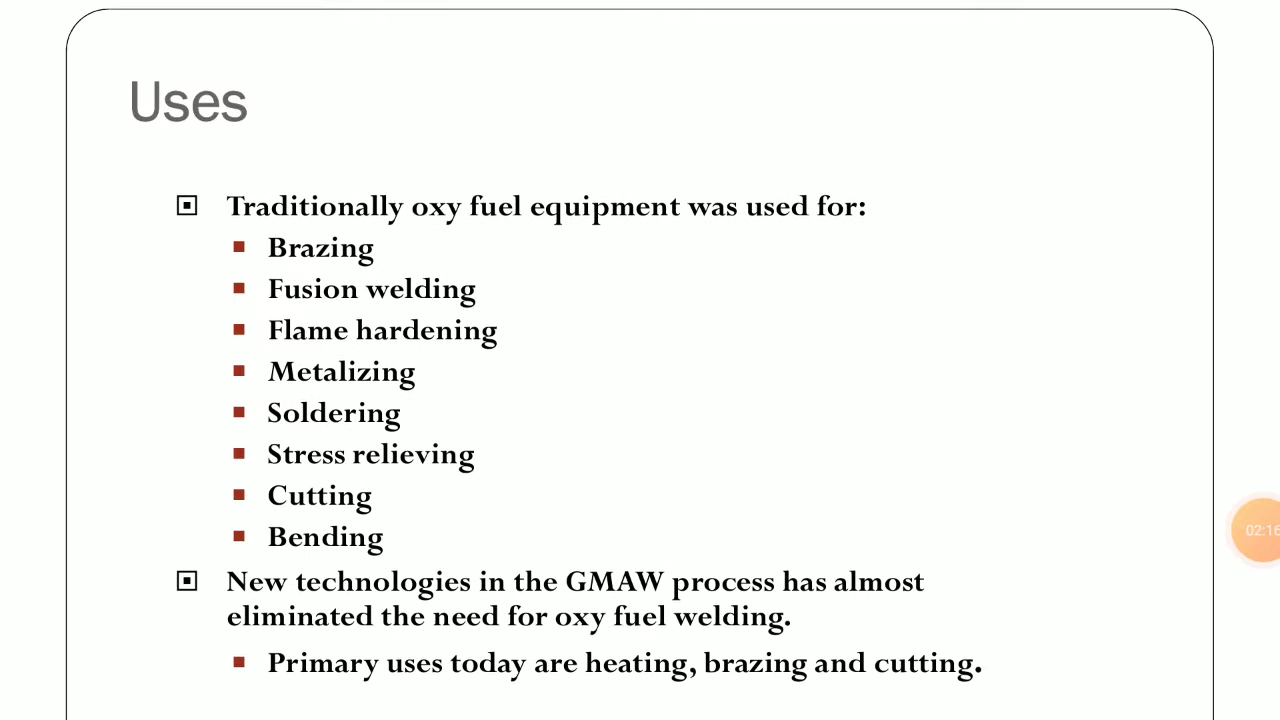 Uses
Traditionally oxy fuel equipment was used for:
Brazing
Fusion welding
Flame hardening
Metalizing
Soldering
Stress relieving
Cutting
Bending
New technologies in the GMAW process has almost
eliminated the need for oxy fuel welding.
Primary uses today are heating, brazing and cutting.
02:16